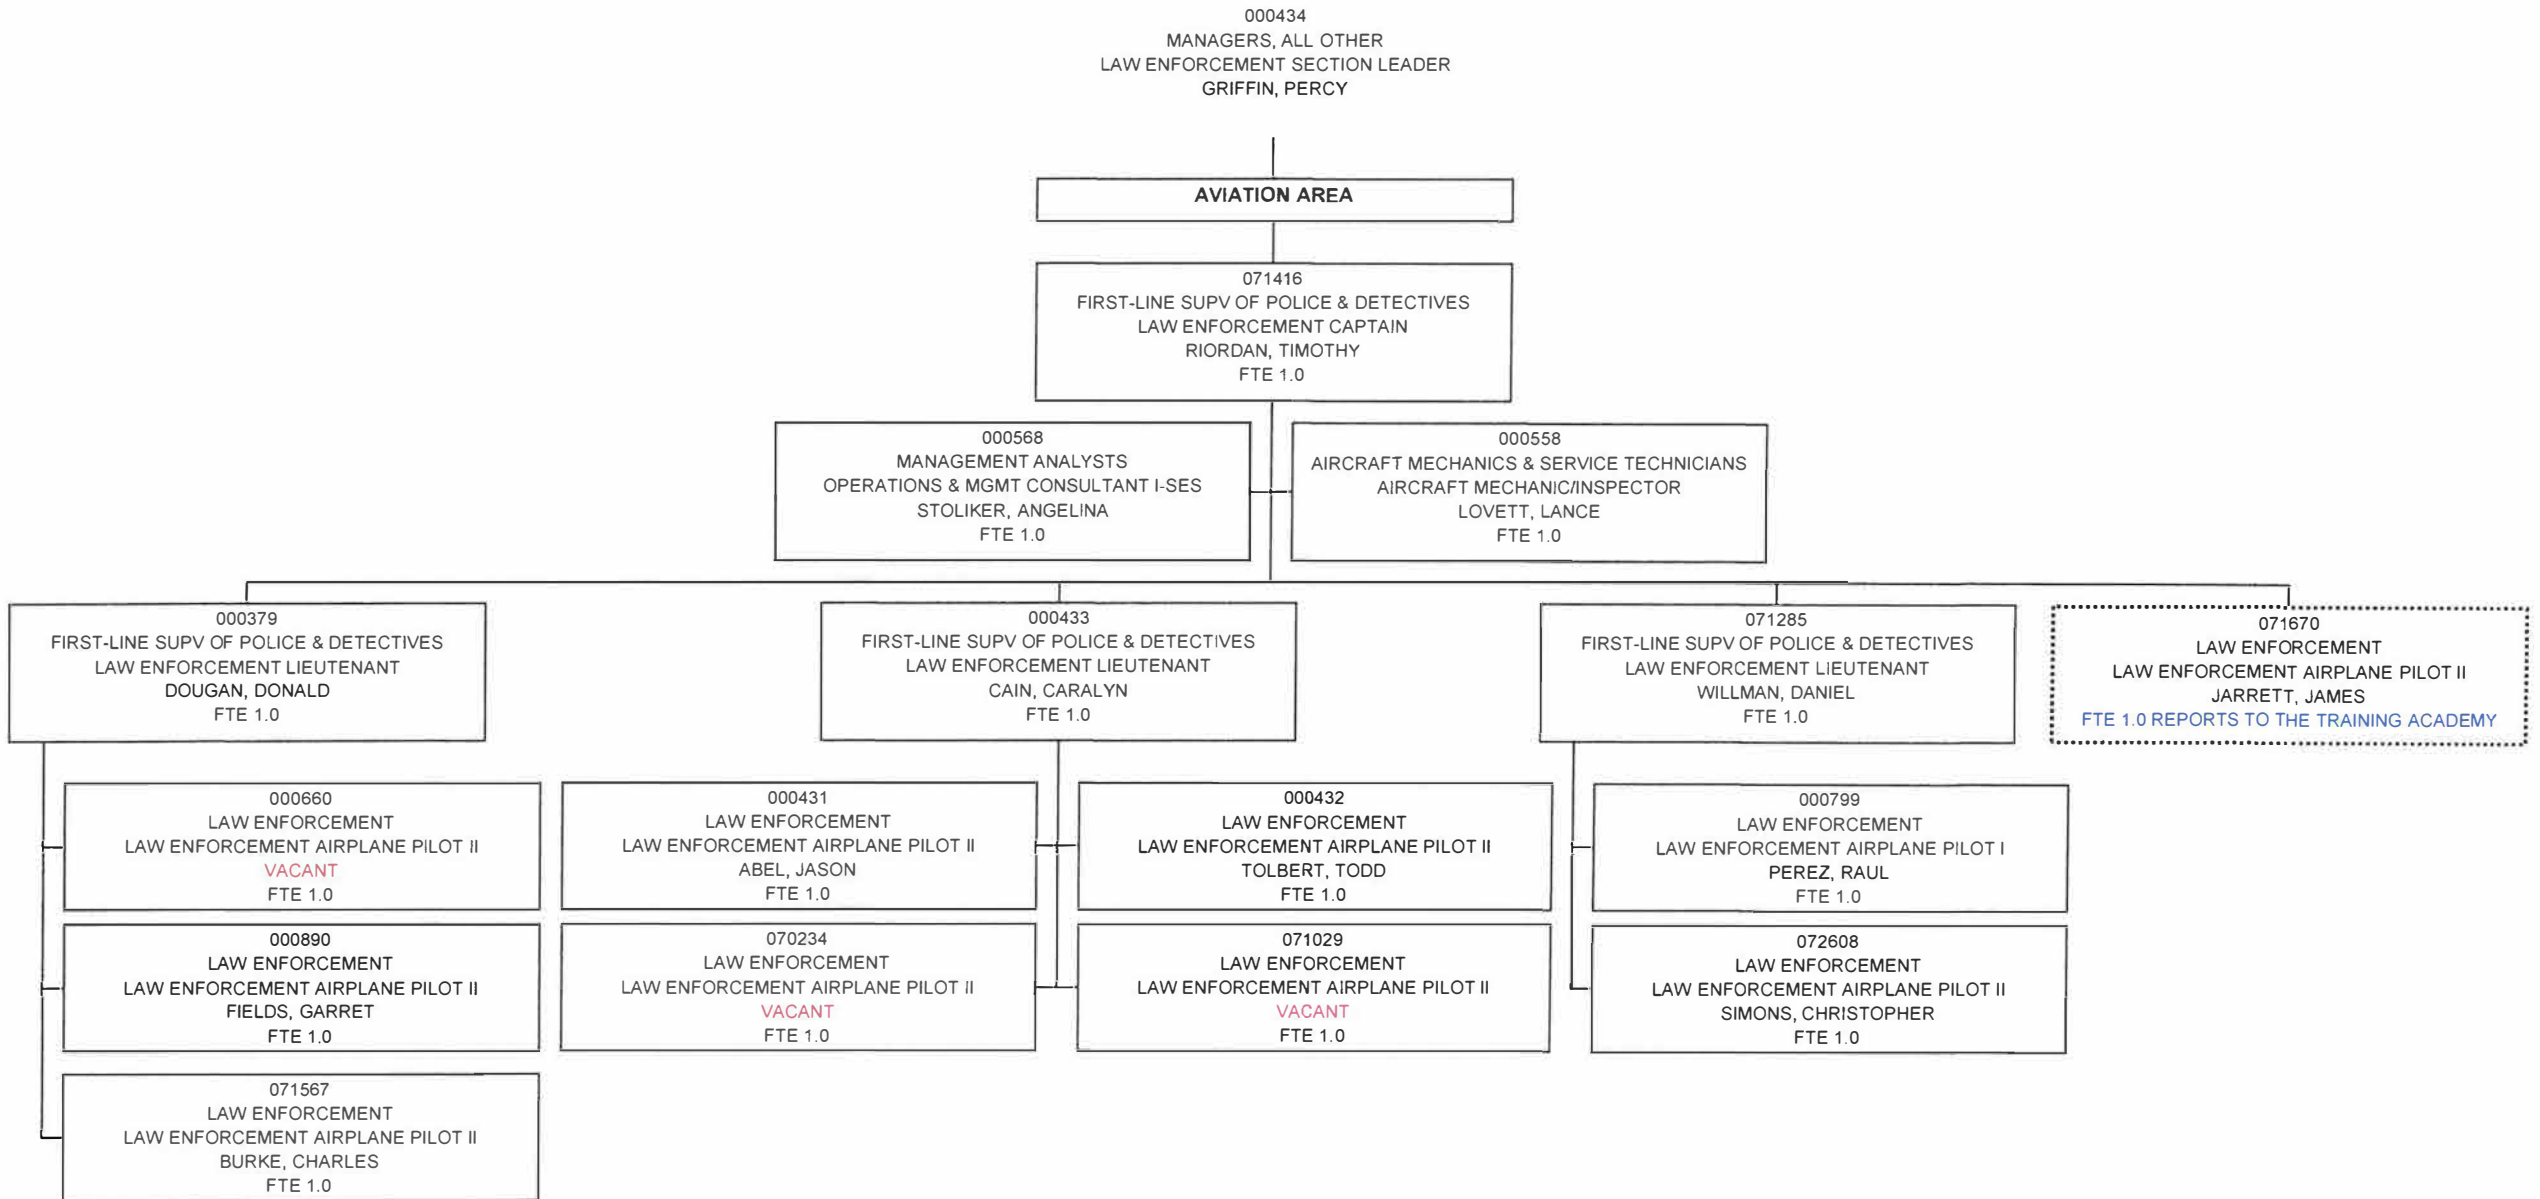 000434
MANAGERS, ALL OTHER
LAW ENFORCEMENT SECTION LEADER
GRIFFIN, PERCY
AVIATION AREA
071416
FIRST-LINE SUPV OF POLICE & DETECTIVES
LAW ENFORCEMENT CAPTAIN
RIORDAN, TIMOTHY
FTE 1.0
000568
MANAGEMENT ANALYSTS
OPERATIONS & MGMT CONSULTANT I-SES
STOLIKER, ANGELINA
FTE 1.0
000558
AIRCRAFT MECHANICS & SERVICE TECHNICIANS
AIRCRAFT MECHANIC/INSPECTOR
LOVETT, LANCE
FTE 1.0
000379
FIRST-LINE SUPV OF POLICE & DETECTIVES
LAW ENFORCEMENT LIEUTENANT
DOUGAN, DONALD
FTE 1.0
000433
FIRST-LINE SUPV OF POLICE & DETECTIVES
LAW ENFORCEMENT LIEUTENANT
CAIN, CARALYN
FTE 1.0
071285
FIRST-LINE SUPV OF POLICE & DETECTIVES
LAW ENFORCEMENT LIEUTENANT
WILLMAN, DANIEL
FTE 1.0
071670
LAW ENFORCEMENT
LAW ENFORCEMENT AIRPLANE PILOT II
JARRETT, JAMES
FTE 1.0 REPORTS TO THE TRAINING ACADEMY
000660
LAW ENFORCEMENT
LAW ENFORCEMENT AIRPLANE PILOT II
VACANT
FTE 1.0
000431
LAW ENFORCEMENT
LAW ENFORCEMENT AIRPLANE PILOT II
ABEL, JASON
FTE 1.0
000432
LAW ENFORCEMENT
LAW ENFORCEMENT AIRPLANE PILOT II
TOLBERT, TODD
FTE 1.0
000799
LAW ENFORCEMENT
LAW ENFORCEMENT AIRPLANE PILOT I
PEREZ, RAUL
FTE 1.0
000890
LAW ENFORCEMENT
LAW ENFORCEMENT AIRPLANE PILOT II
FIELDS, GARRET
FTE 1.0
070234
LAW ENFORCEMENT
LAW ENFORCEMENT AIRPLANE PILOT II
VACANT
FTE 1.0
071029
LAW ENFORCEMENT
LAW ENFORCEMENT AIRPLANE PILOT II
VACANT
FTE 1.0
072608
LAW ENFORCEMENT
LAW ENFORCEMENT AIRPLANE PILOT II
SIMONS, CHRISTOPHER
FTE 1.0
071567
LAW ENFORCEMENT
LAW ENFORCEMENT AIRPLANE PILOT II
BURKE, CHARLES
FTE 1.0